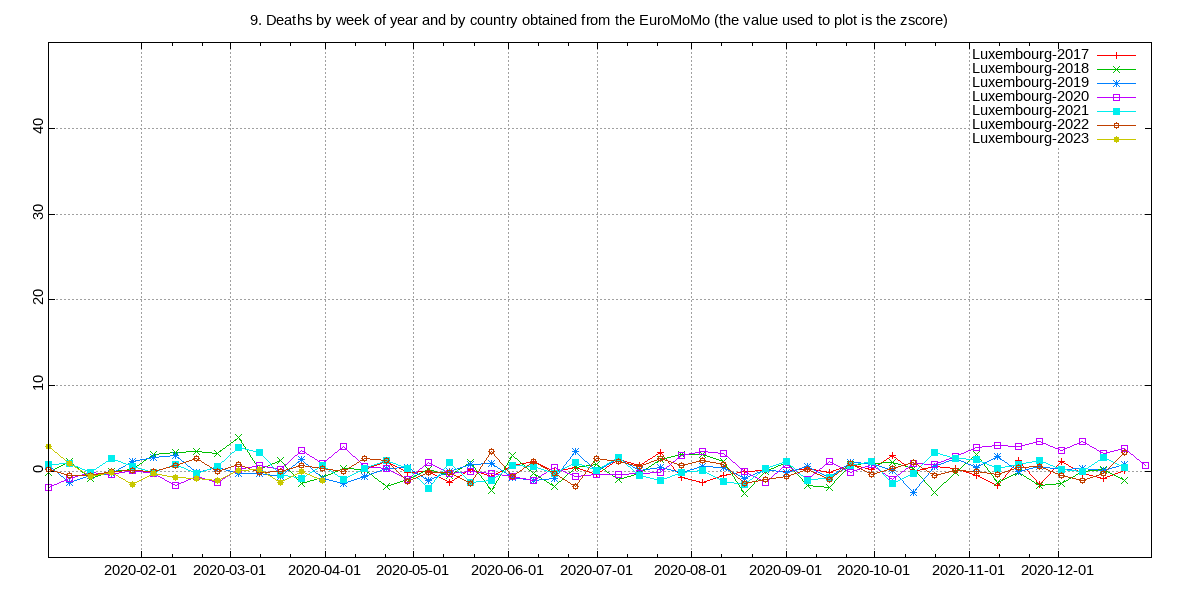 9. Deaths by week of year and by country obtained from the EuroMoMo (the value used to plot is the zscore)
Luxembourg-2017
Luxembourg-2018
Luxembourg-2019
Luxembourg-2020
Luxembourg-2021
Luxembourg-2022
Luxembourg-2023
40
30
20
10
0
2020-02-01 2020-03-01 2020-04-01 2020-05-01 2020-06-01 2020-07-01 2020-08-01 2020-09-01 2020-10-01 2020-11-01 2020-12-01